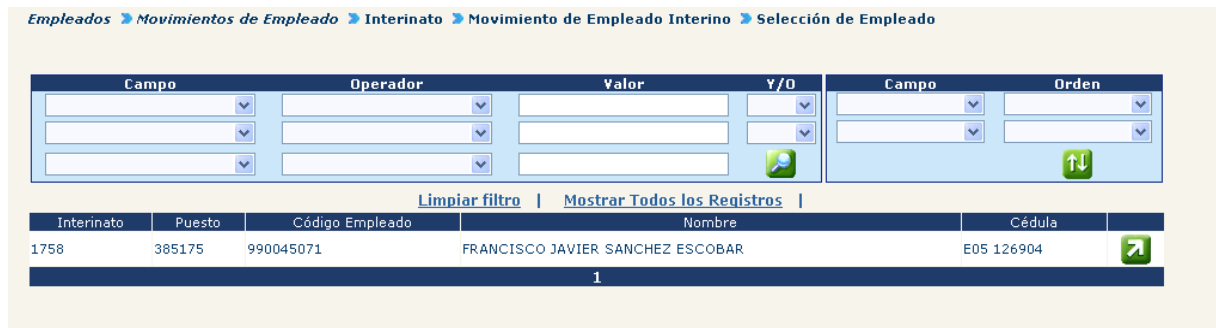 Empleados Movimientos de Empleado Interinato Movimiento de Empleado Interino Selección de Empleado
Campo Operador Valor Y/O Campo Orden
Limpiar filtro | Mostrar Todos los Registros |
Interinato Puesto Código Empleado Nombre Cédula
1758 385175 990045071 FRANCISCO JAVIER SANCHEZ ESCOBAR E05 126904
1